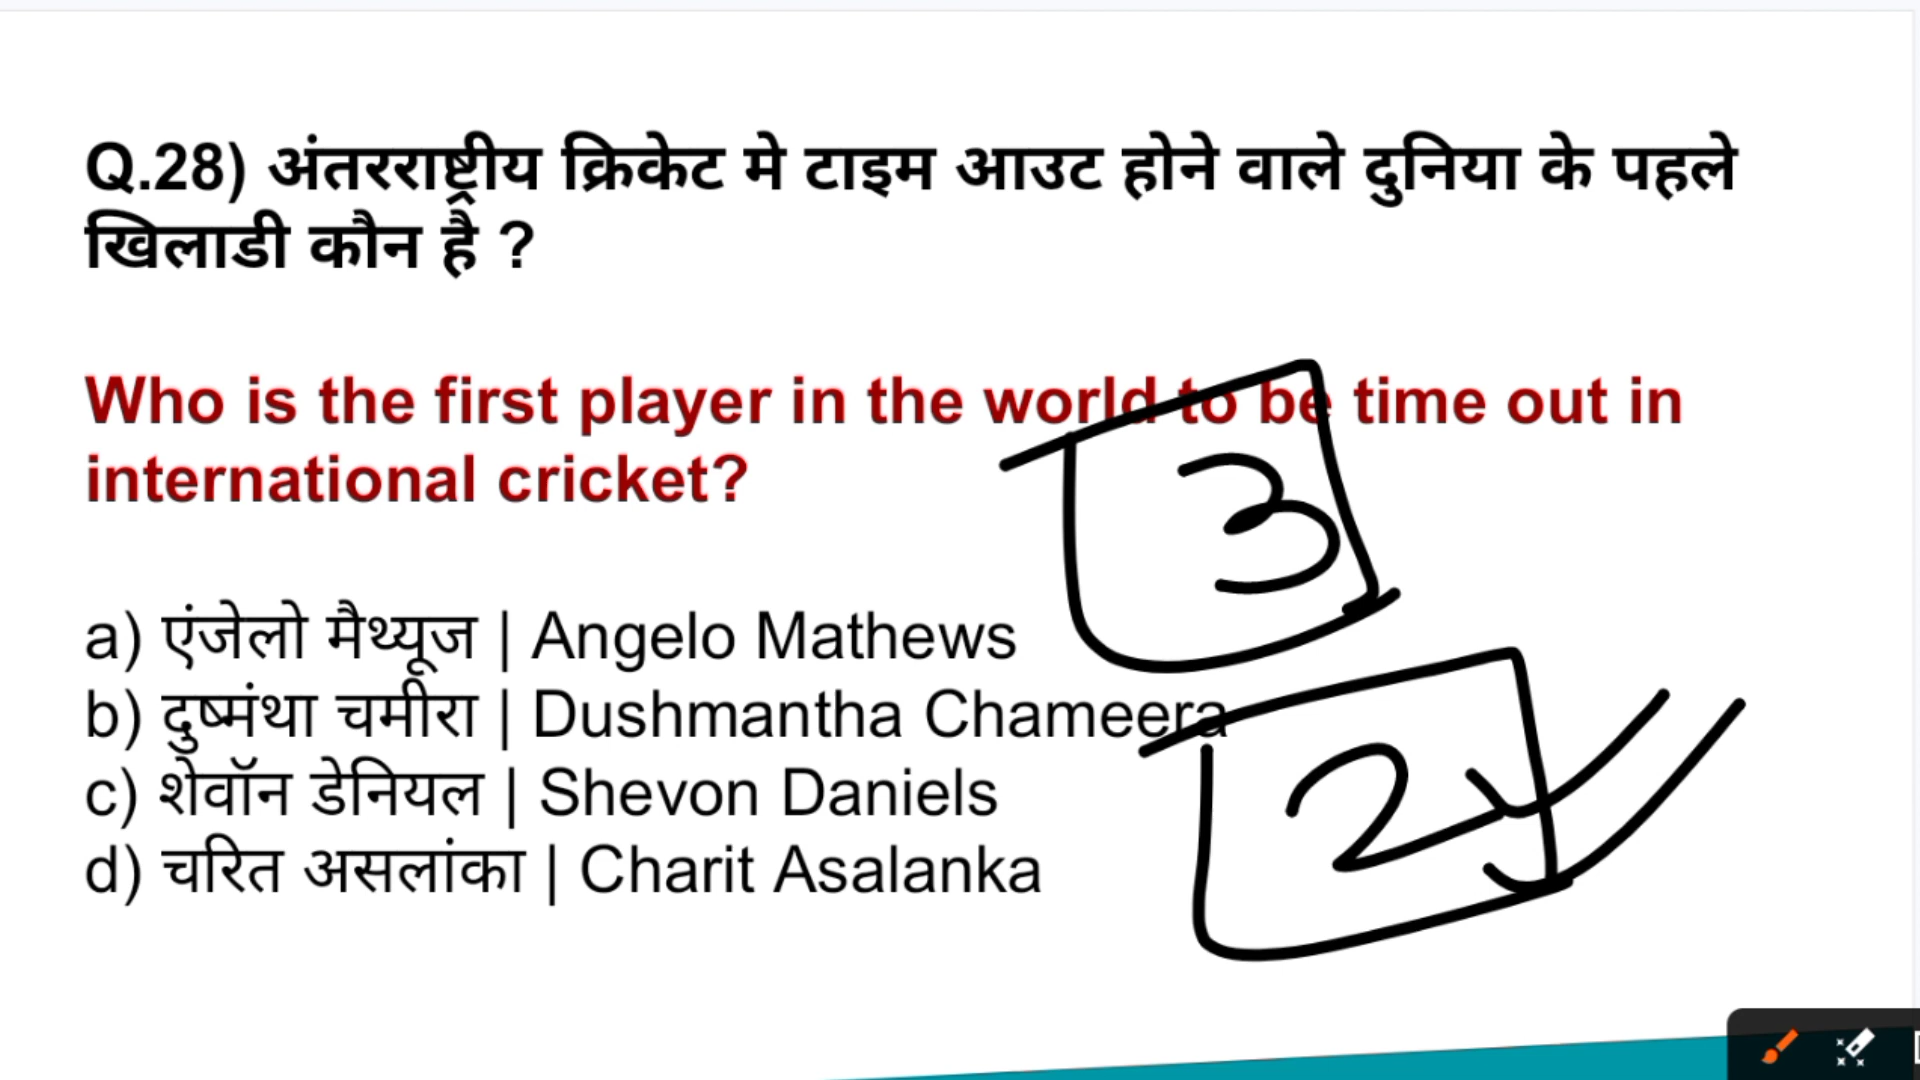 Q.28) अंतरराष्ट्रीय क्रिकेट मे टाइम आउट होने वाले दुनिया के पहले
खिलाडी कौन है ?
Who is the first player in the world to be time out in
international cricket?
3
a) एंजेलो मैथ्यूज | Angelo Mathews
b) दुष्मंथा चमीरा | Dushmantha Chameera
c) शेवॉन डेनियल | Shevon Daniels
2
d) चरित असलांका | Charit Asalanka